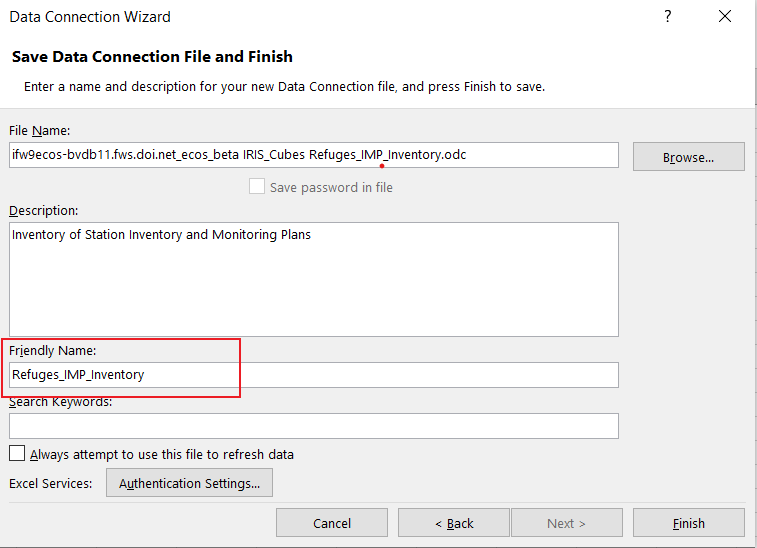 Data Connection Wizard ?
Save Data Connection File and Finish
Enter a name and description for your new Data Connection file, and press Finish to save.
File Name:
ifw9ecos-bvdb11.fws.doi.net_ecos_beta IRIS_Cubes Refuges_IMP_Inventory.odc Browse...
Save password in file
Description:
Inventory of Station Inventory and Monitoring Plans
Friendly Name:
Refuges_IMP_Inventory
Search Keywords:
Always attempt to use this file to refresh data
Excel Services: Authentication Settings...
Cancel < Back Next > Finish